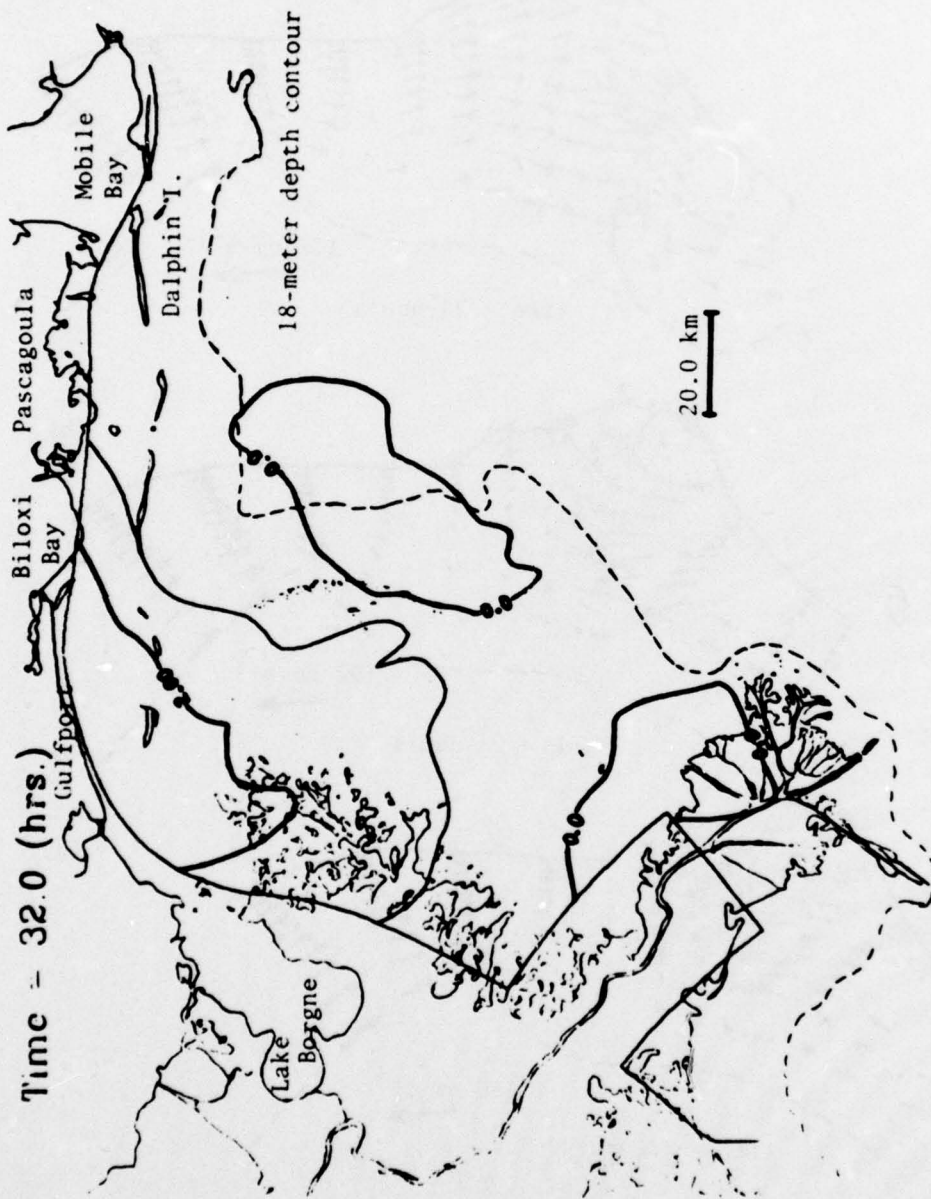 Time = 32.0 (hrs.)
Gulfport
Biloxi
Bay
Pascagoula
Mobile
Bay
Dalphin I.
18-meter depth contour
Lake
Borgne
20.0 km